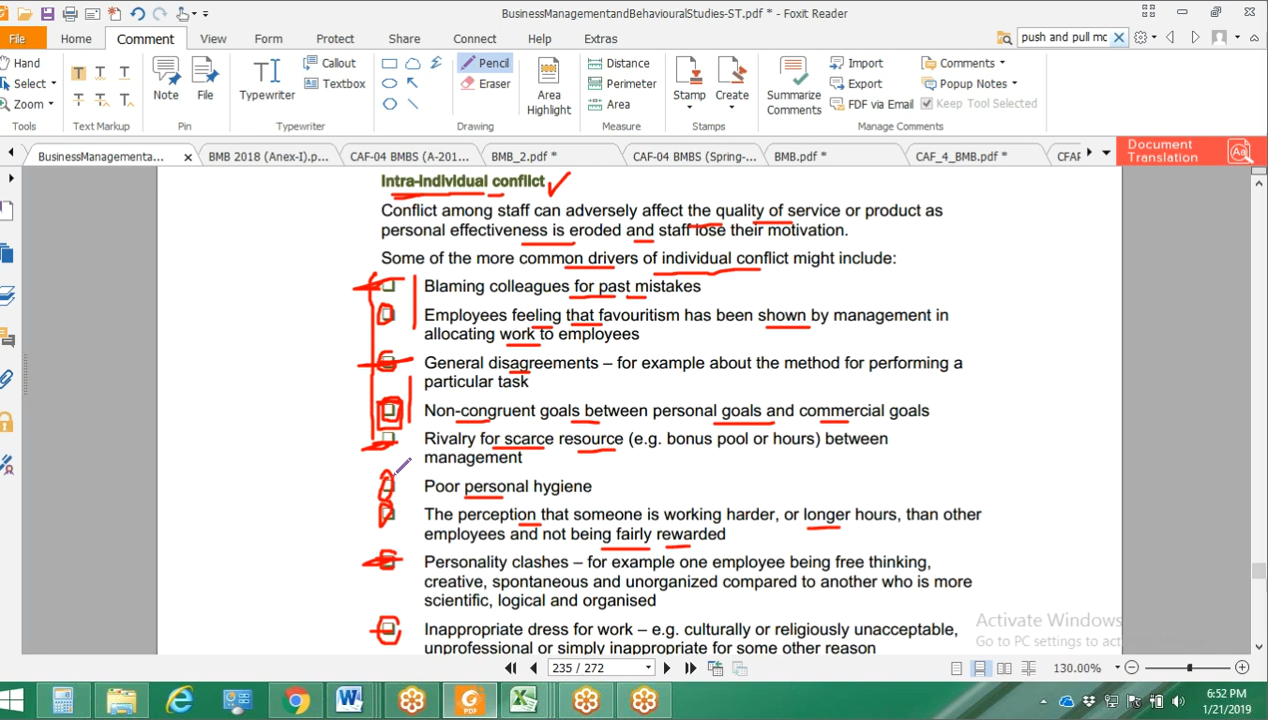 BusinessManagementandBehaviouralStudies-ST.pdf * - Foxit Reader
File Home Comment View Form Protect Share Connect Help Extras push and pull mc
Hand
Select
Zoom
Tools
Text Markup
Note
File
Pin
Typewriter
Callout
Textbox
Typewriter
Pencil
Eraser
Area Highlight
Drawing
Distance
Perimeter
Area
Measure
Stamp
Create
Stamps
Summarize Comments
Import
Export
FDF via Email
Comments
Popup Notes
Keep Tool Selected
Manage Comments
BusinessManagementa... BMB 2018 (Anex-I).p... CAF-04 BMBS (A-201... BMB_2.pdf * CAF-04 BMBS (Spring-... BMB.pdf * CAF_4_BMB.pdf * CFAP
Document Translation
Intra-individual conflict
Conflict among staff can adversely affect the quality of service or product as
personal effectiveness is eroded and staff lose their motivation.
Some of the more common drivers of individual conflict might include:
Blaming colleagues for past mistakes
Employees feeling that favouritism has been shown by management in
allocating work to employees
General disagreements – for example about the method for performing a
particular task
Non-congruent goals between personal goals and commercial goals
Rivalry for scarce resource (e.g. bonus pool or hours) between
management
Poor personal hygiene
The perception that someone is working harder, or longer hours, than other
employees and not being fairly rewarded
Personality clashes – for example one employee being free thinking,
creative, spontaneous and unorganized compared to another who is more
scientific, logical and organised
Inappropriate dress for work – e.g. culturally or religiously unacceptable,
unprofessional or simply inappropriate for some other reason
Activate Windows
Go to PC settings to
235 / 272
130.00%
6:52 PM
1/21/2019